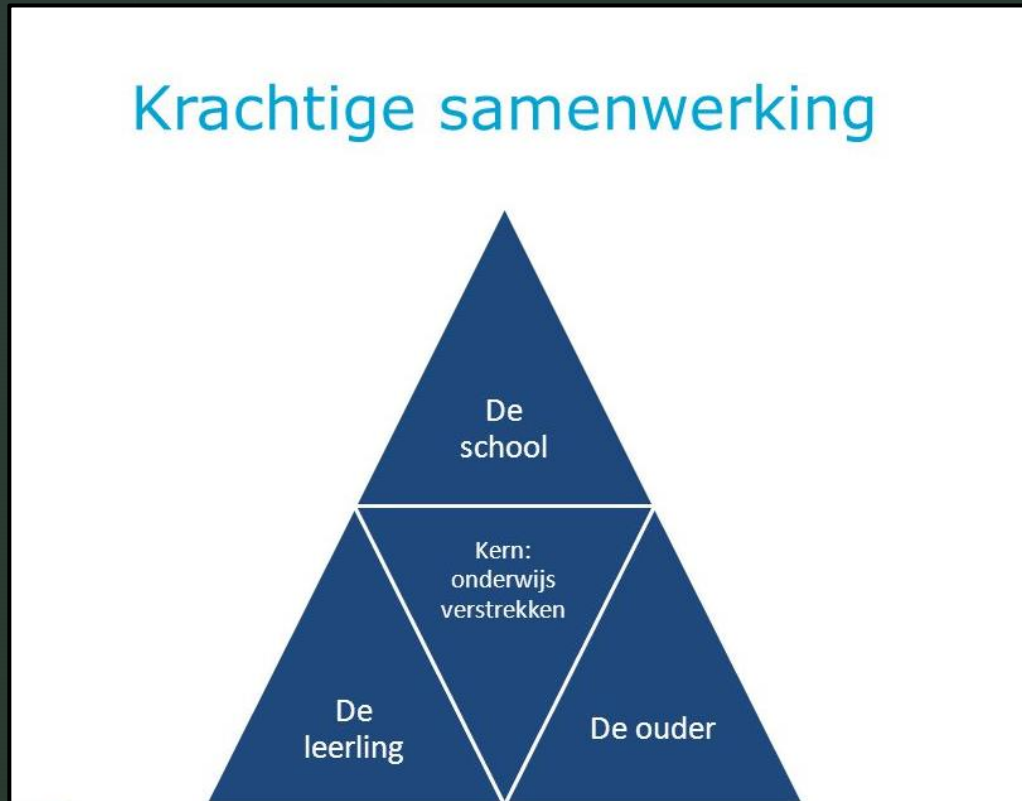 Krachtige samenwerking
De
school
Kern:
onderwijs
verstrekken
De
leerling
De ouder